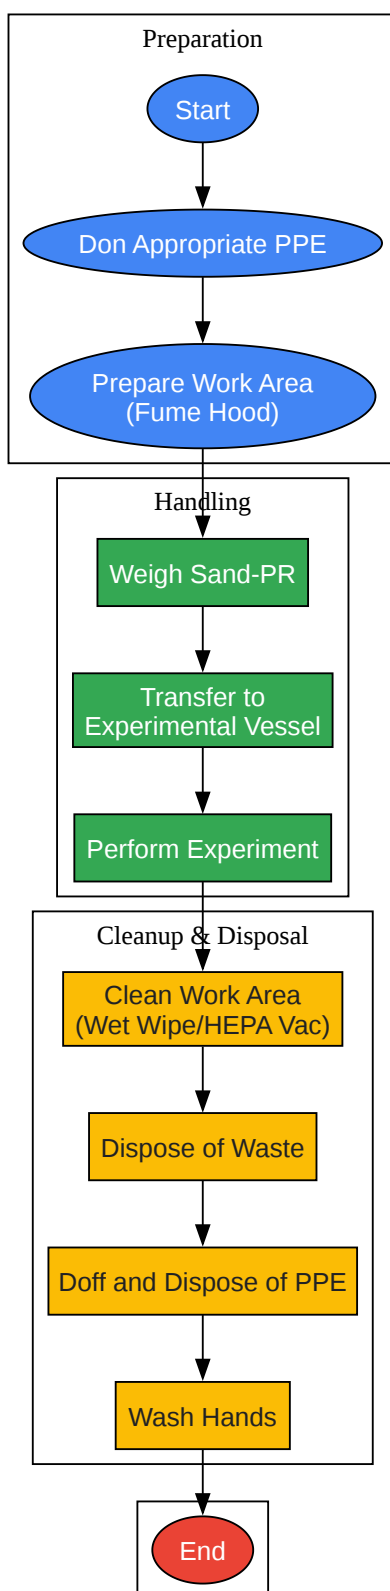 Preparation
Start
Don Appropriate PPE
Prepare Work Area
(Fume Hood)
Handling
Weigh Sand-PR
Transfer to
Experimental Vessel
Perform Experiment
Cleanup & Disposal
Clean Work Area
(Wet Wipe/HEPA Vac)
Dispose of Waste
Doff and Dispose of PPE
Wash Hands
End